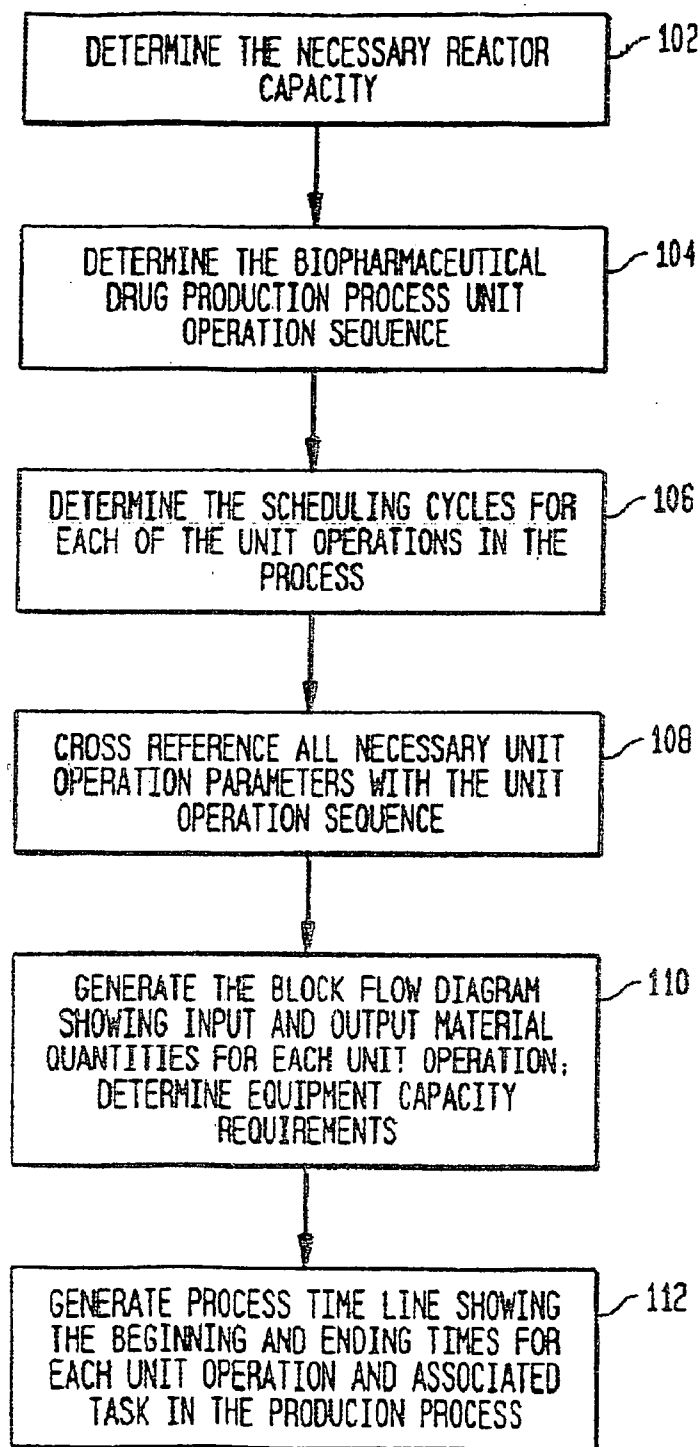 DETERMINE THE NECESSARY REACTOR
CAPACITY
102
DETERMINE THE BIOPHARMACEUTICAL
DRUG PRODUCTION PROCESS UNIT
OPERATION SEQUENCE
104
DETERMINE THE SCHEDULING CYCLES FOR
EACH OF THE UNIT OPERATIONS IN THE
PROCESS
106
CROSS REFERENCE ALL NECESSARY UNIT
OPERATION PARAMETERS WITH THE UNIT
OPERATION SEQUENCE
108
GENERATE THE BLOCK FLOW DIAGRAM
SHOWING INPUT AND OUTPUT MATERIAL
QUANTITIES FOR EACH UNIT OPERATION;
DETERMINE EQUIPMENT CAPACITY
REQUIREMENTS
110
GENERATE PROCESS TIME LINE SHOWING
THE BEGINNING AND ENDING TIMES FOR
EACH UNIT OPERATION AND ASSOCIATED
TASK IN THE PRODUCION PROCESS
112